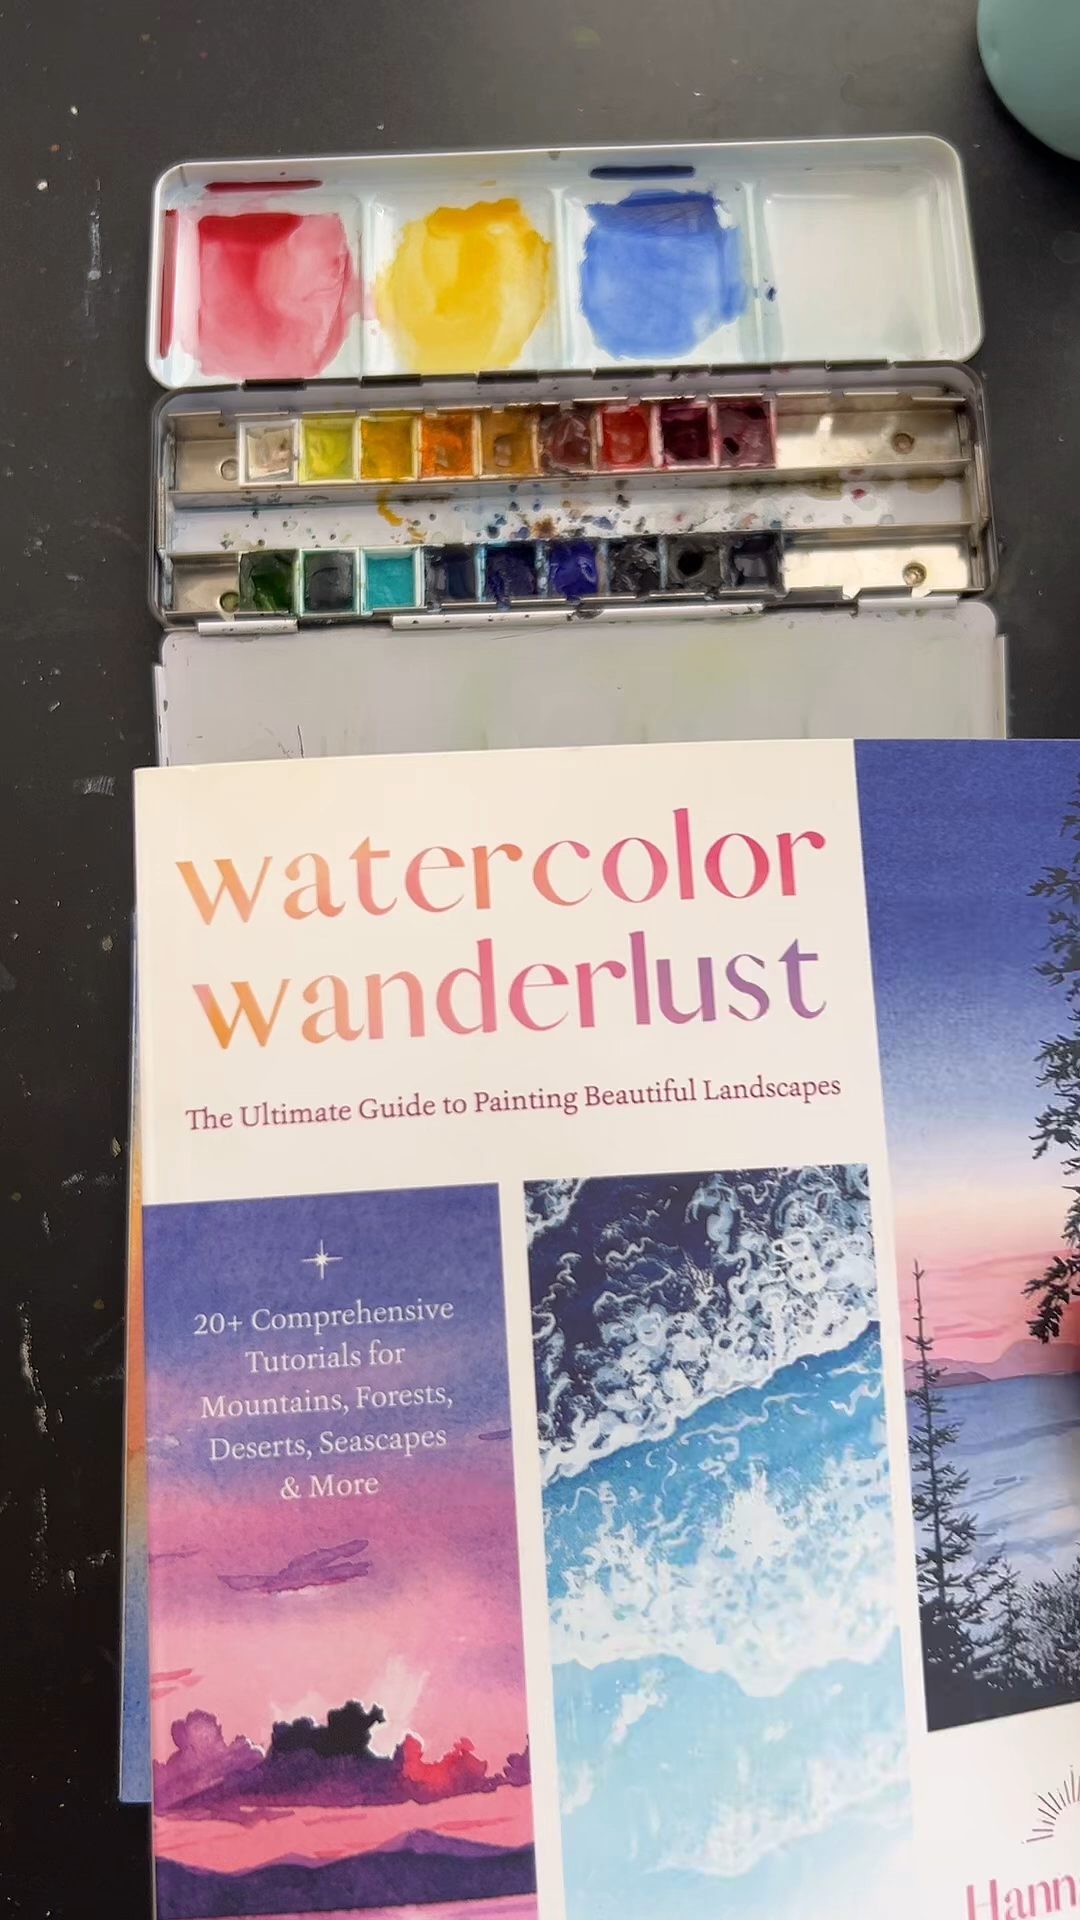 watercolor
wanderlust
The Ultimate Guide to Painting Beautiful Landscapes
20+ Comprehensive
Tutorials for
Mountains, Forests,
Deserts, Seascapes
& More